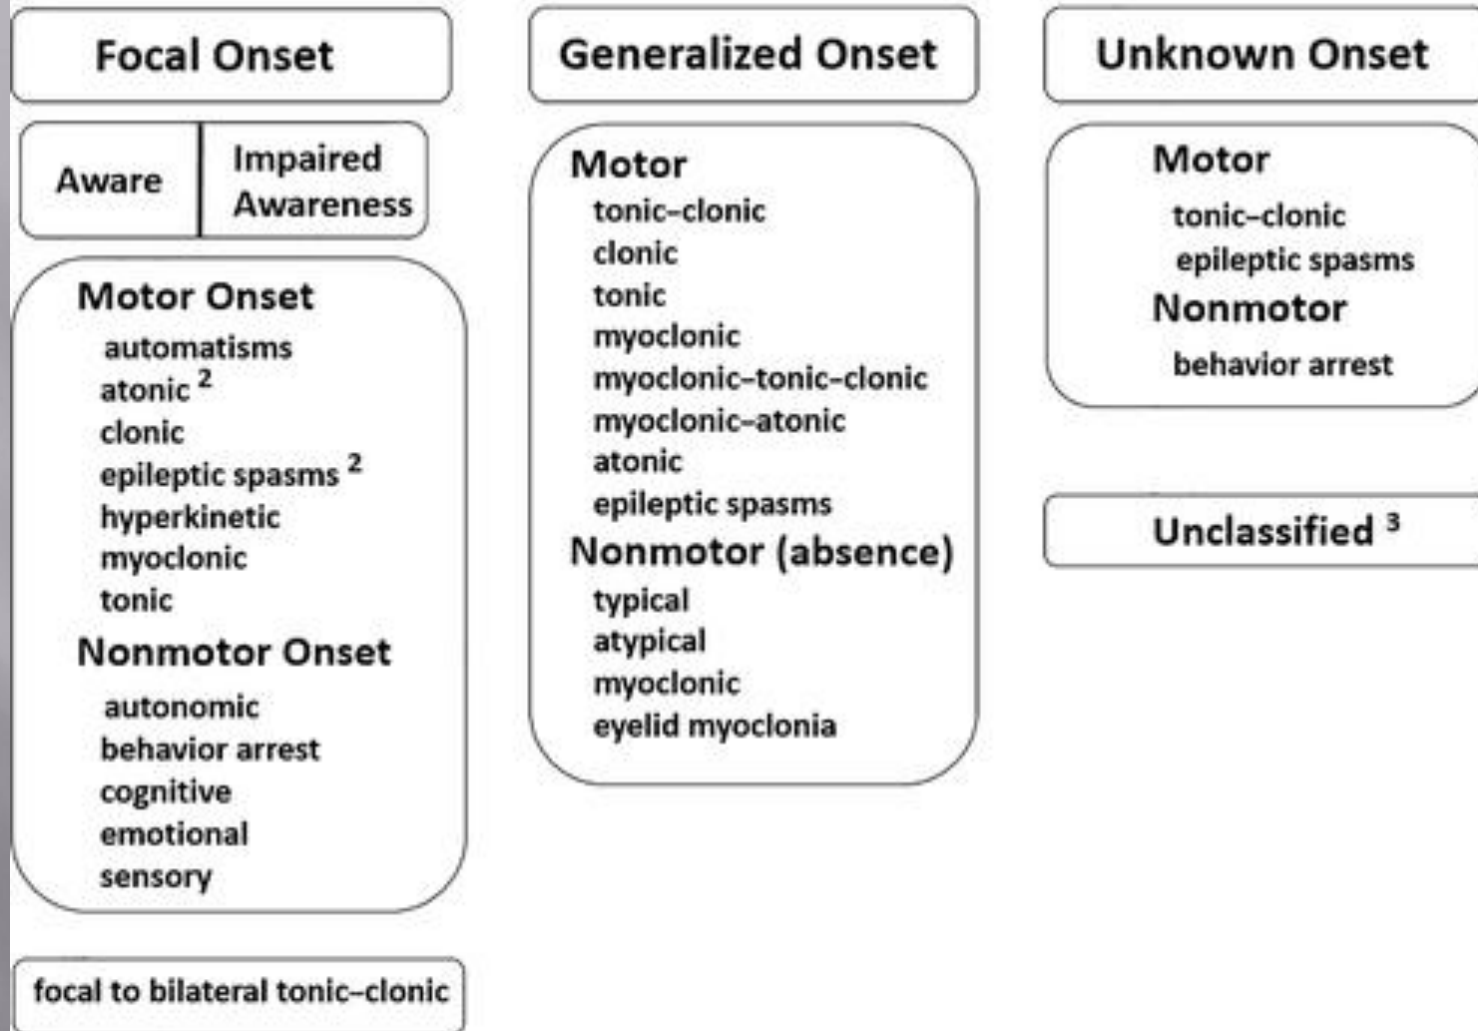 Focal Onset
Aware
Impaired
Awareness
Motor Onset
automatisms
atonic ²
clonic
epileptic spasms ²
hyperkinetic
myoclonic
tonic
Nonmotor Onset
autonomic
behavior arrest
cognitive
emotional
sensory
focal to bilateral tonic–clonic
Generalized Onset
Motor
tonic–clonic
clonic
tonic
myoclonic
myoclonic–tonic–clonic
myoclonic–atonic
atonic
epileptic spasms
Nonmotor (absence)
typical
atypical
myoclonic
eyelid myoclonia
Unknown Onset
Motor
tonic–clonic
epileptic spasms
Nonmotor
behavior arrest
Unclassified ³